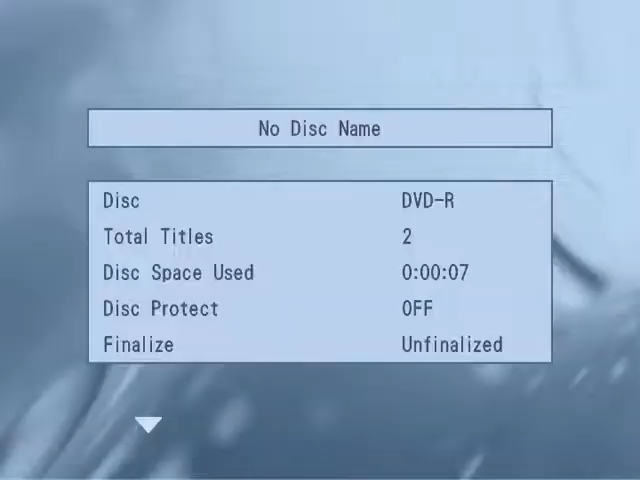 No Disc Name
Disc DVD-R
Total Titles 2
Disc Space Used 0:00:07
Disc Protect OFF
Finalize Unfinalized